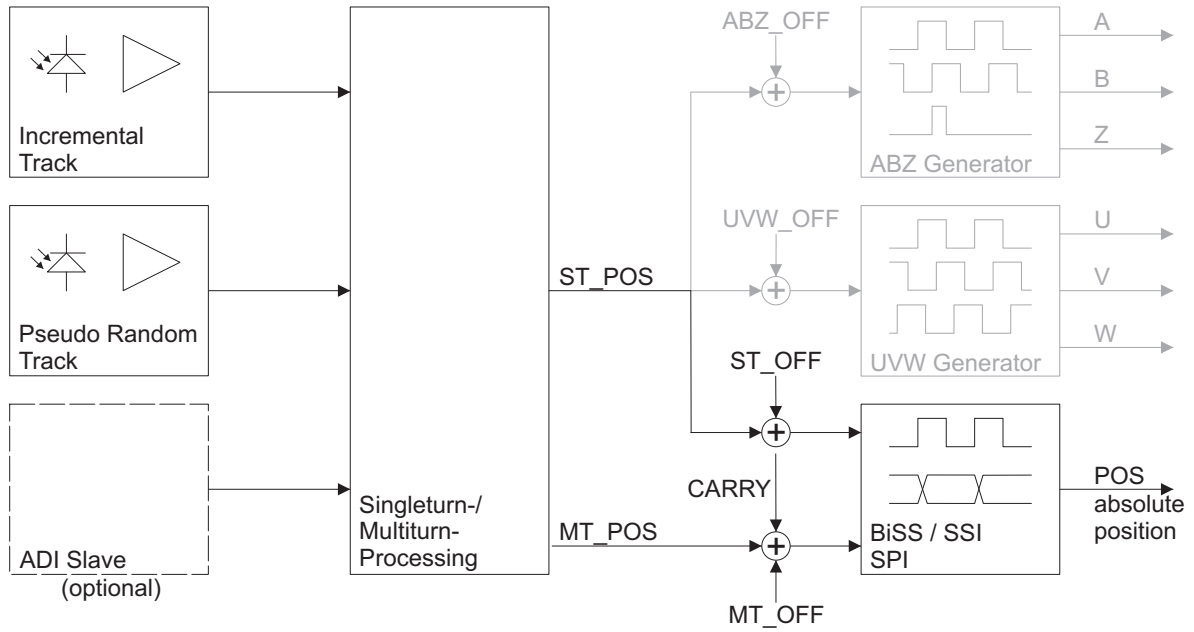 Incremental
Track
Pseudo Random
Track
ADI Slave
(optional)
Singleturn-/
Multiturn-
Processing
ST_POS
MT_POS
ABZ_OFF
+
ABZ Generator
A
B
Z
UVW_OFF
+
UVW Generator
U
V
W
ST_OFF
+
CARRY
+
MT_OFF
BiSS / SSI
SPI
POS
absolute
position